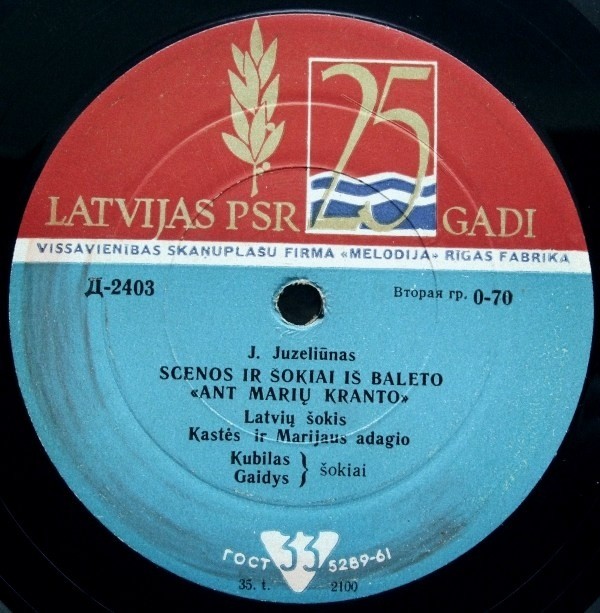 25
LATVIJAS PSR GADI
VISSAVIENĪBAS SKAŅUPLAŠU FIRMA «MELODIJA» RĪGAS FABRIKA
Д-2403 Вторая гр. 0-70
J. Juzeliūnas
SCENOS IR ŠOKIAI IŠ BALETO
«ANT MARIŲ KRANTO»
Latvių šokis
Kastės ir Marijaus adagio
Kubilas
Gaidys } šokiai
ГОСТ 33 5289-61
35. t. 2100